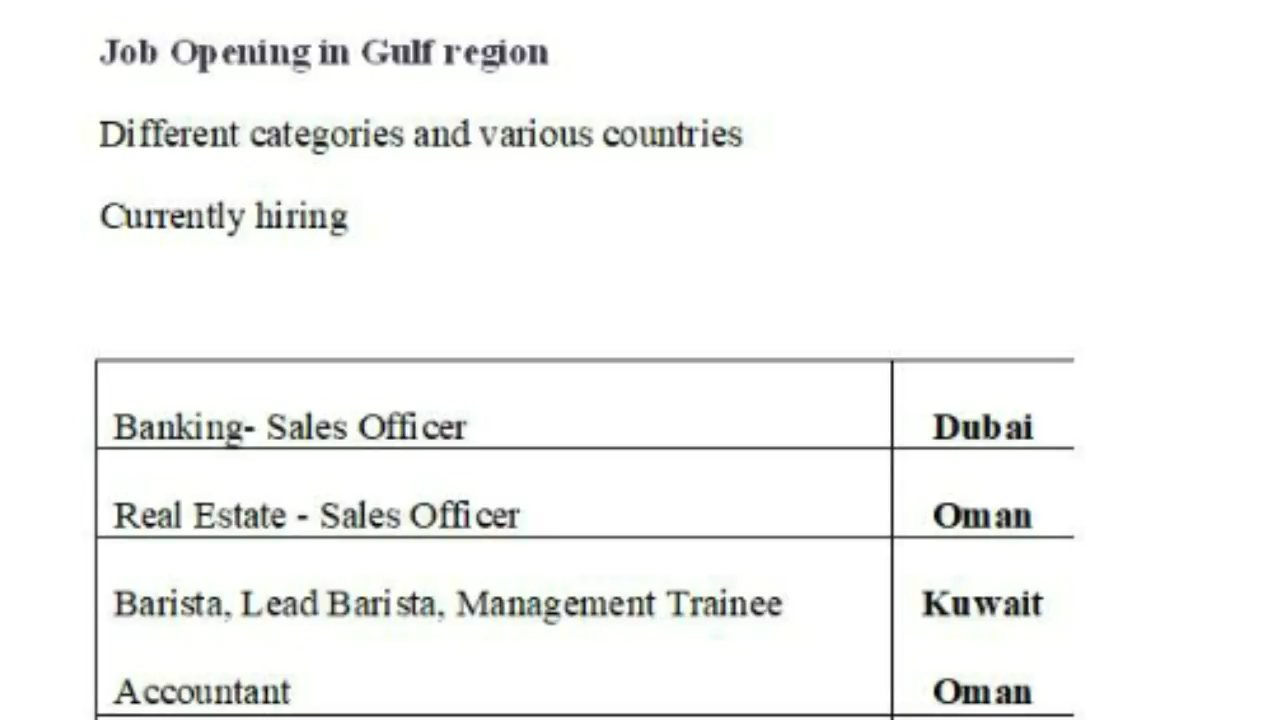 Job Opening in Gulf region
Different categories and various countries
Currently hiring
Banking- Sales Officer Dubai
Real Estate - Sales Officer Oman
Barista, Lead Barista, Management Trainee Kuwait
Accountant Oman